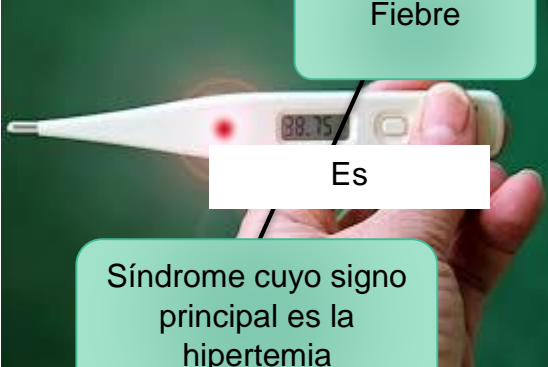 Fiebre
38.75
Es
Síndrome cuyo signo
principal es la
hipertemia